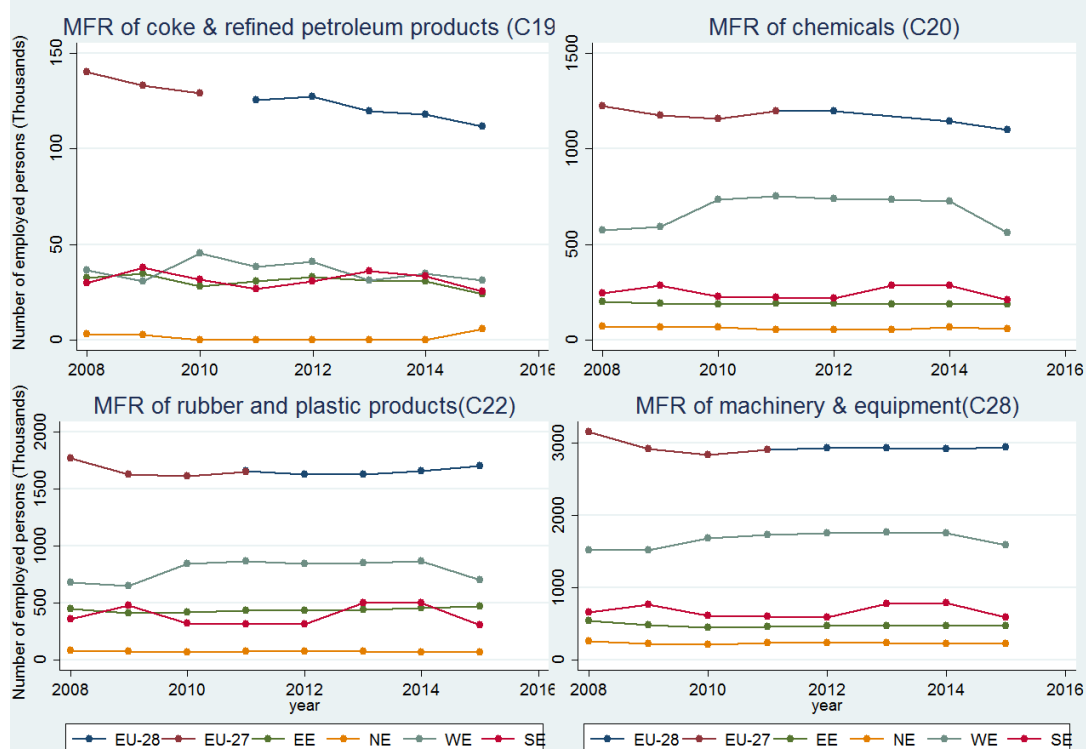 MFR of coke & refined petroleum products (C19
Number of employed persons (Thousands)
150
100
50
0
2008 2010 2012 2014 2016
MFR of chemicals (C20)
1500
1000
500
0
2008 2010 2012 2014 2016
MFR of rubber and plastic products(C22)
Number of employed persons (Thousands)
2000
1500
1000
500
0
2008 2010 2012 2014 2016
year
MFR of machinery & equipment(C28)
3000
2000
1000
0
2008 2010 2012 2014 2016
year
EU-28 EU-27 EE NE WE SE
EU-28 EU-27 EE NE WE SE